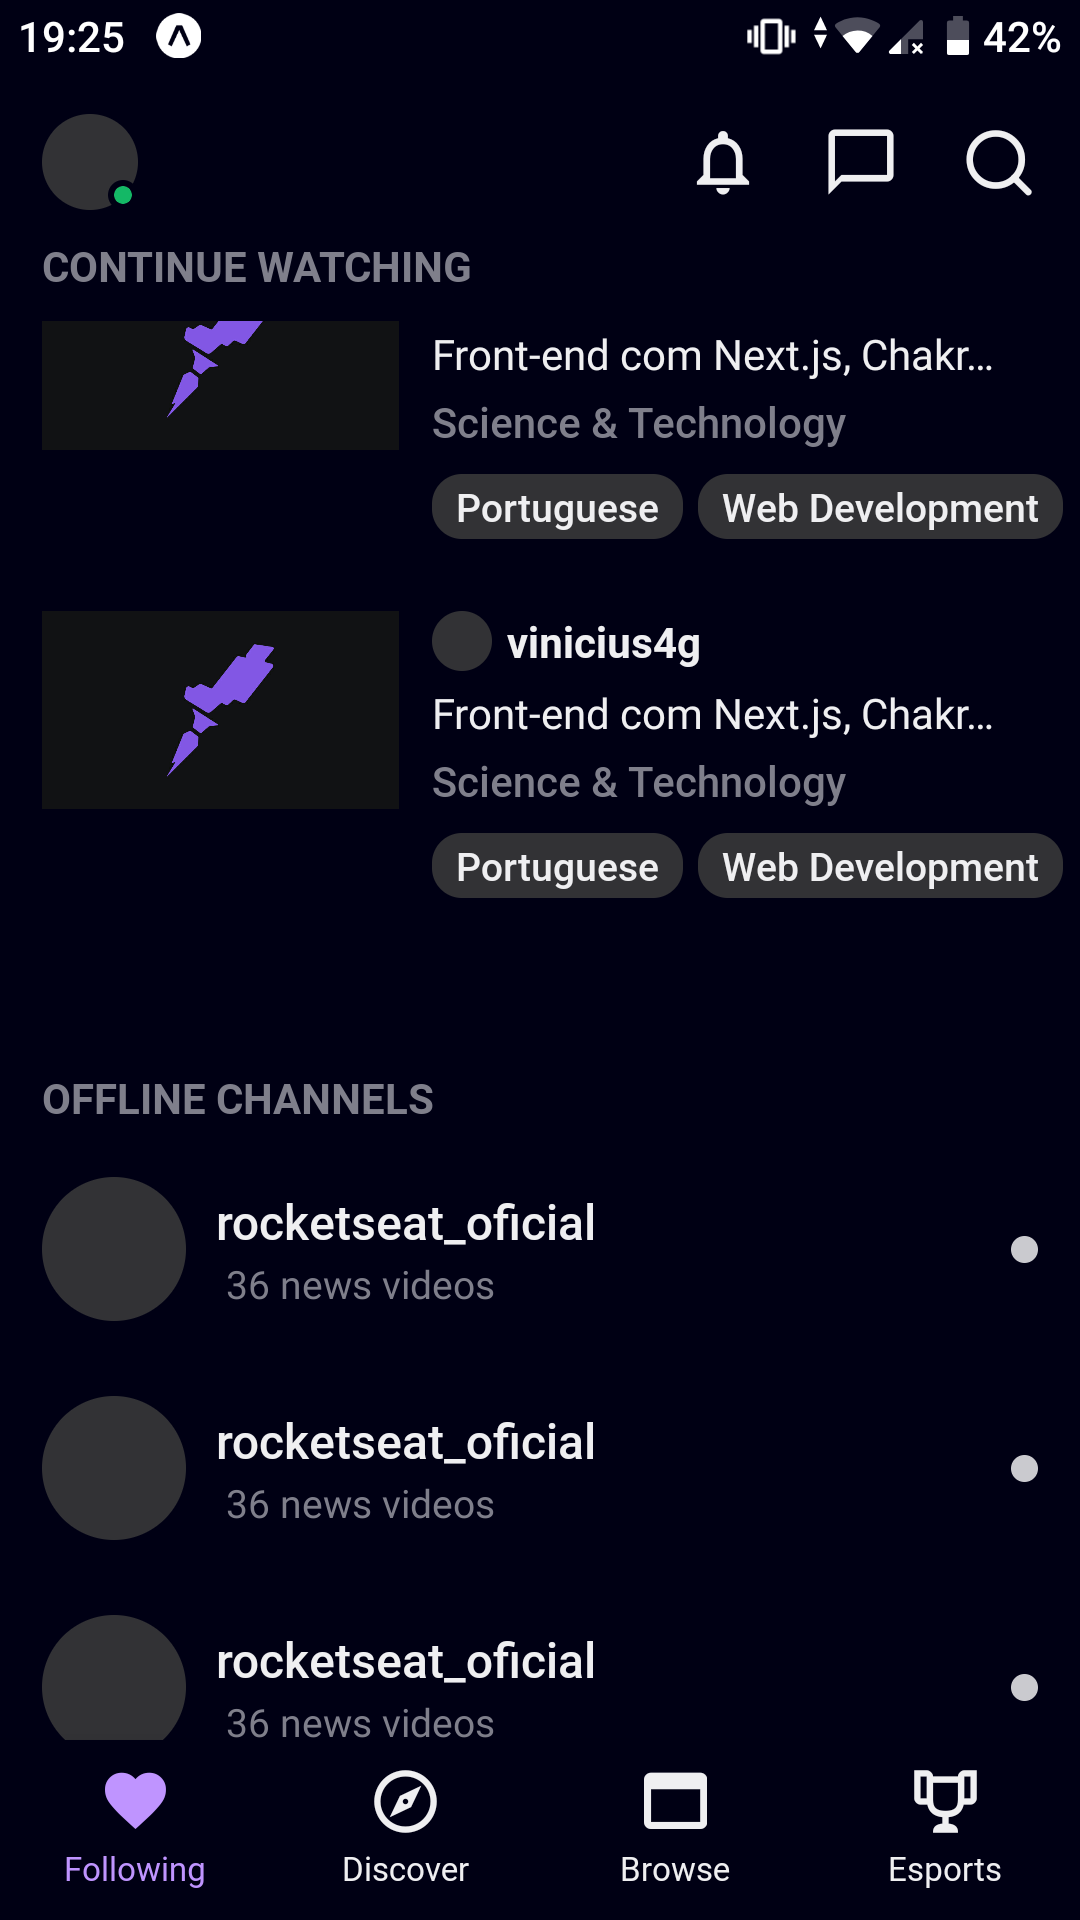 19:25
42%
CONTINUE WATCHING
Front-end com Next.js, Chakr...
Science & Technology
Portuguese
Web Development
vinicius4g
Front-end com Next.js, Chakr...
Science & Technology
Portuguese
Web Development
OFFLINE CHANNELS
rocketseat_oficial
36 news videos
rocketseat_oficial
36 news videos
rocketseat_oficial
36 news videos
Following
Discover
Browse
Esports